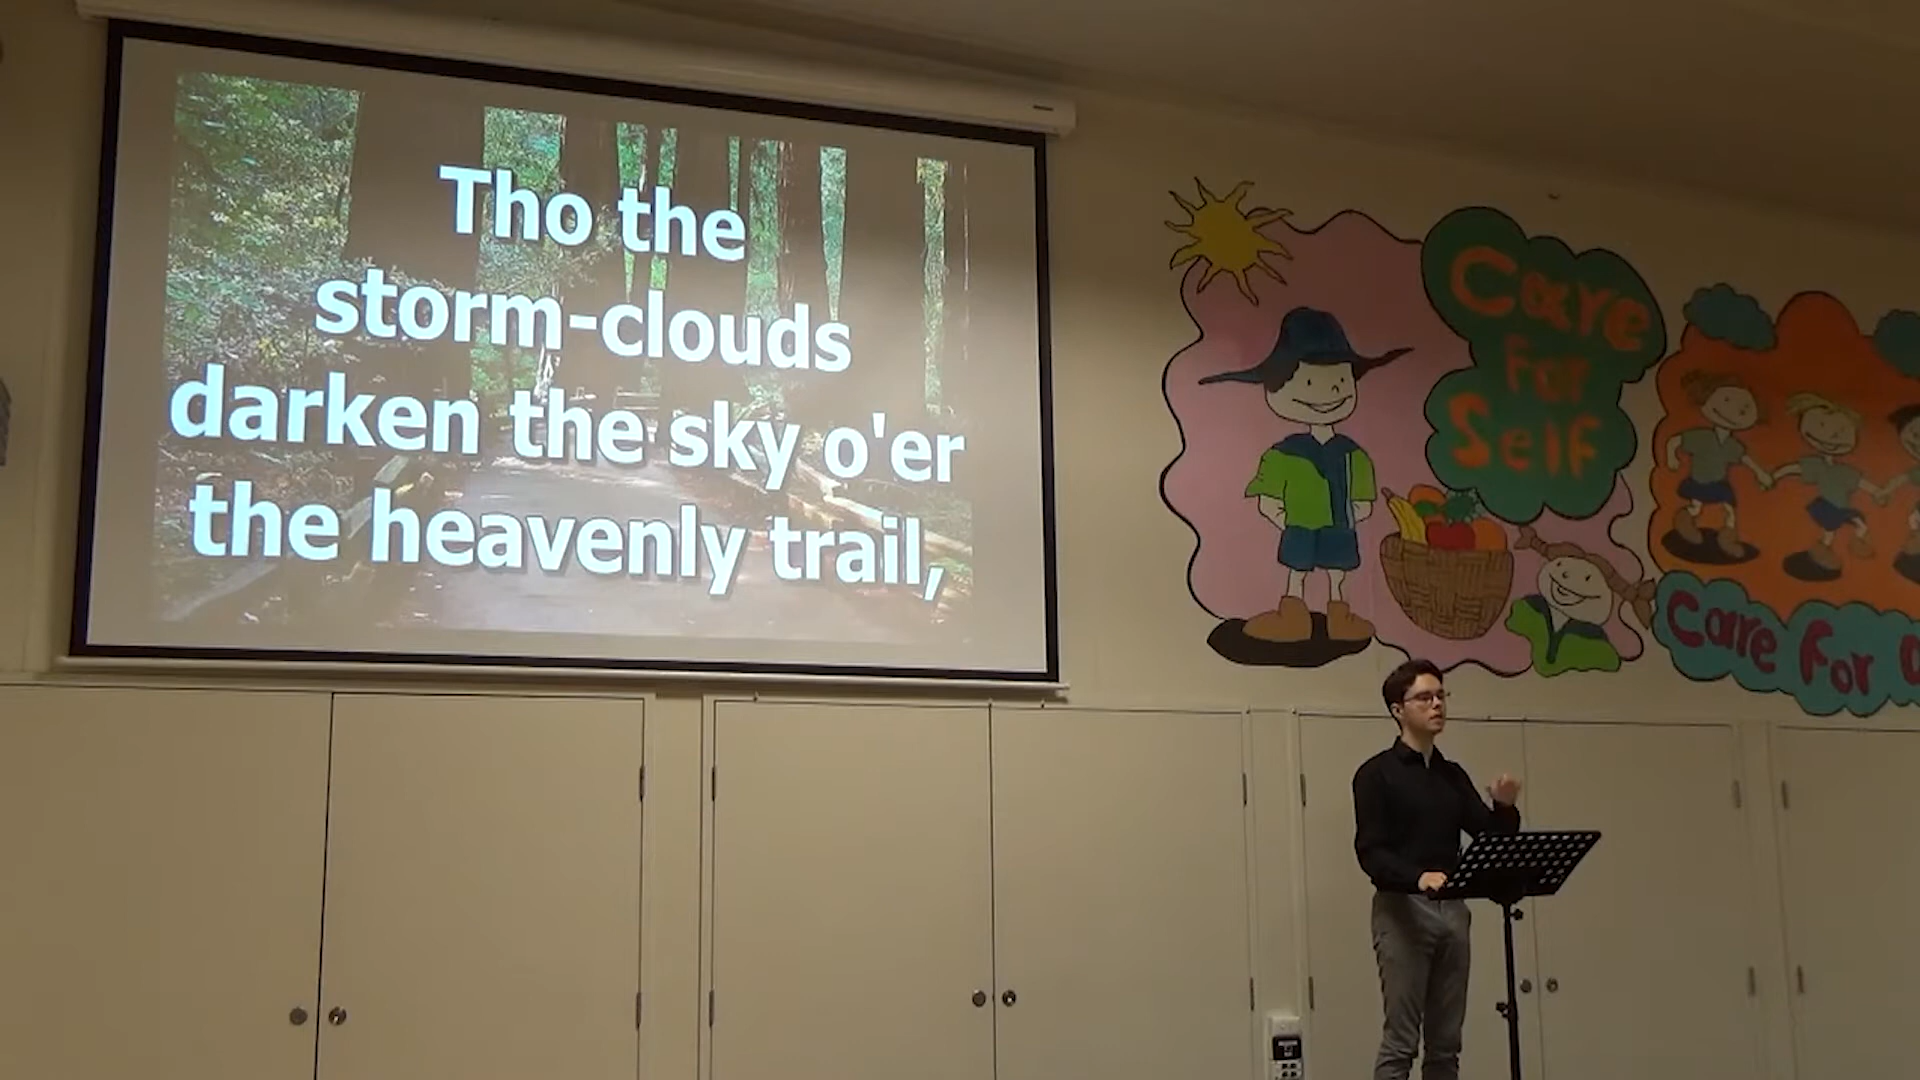 Tho the
storm-clouds
darken the sky o'er
the heavenly trail,
Care
For
Self
Care For